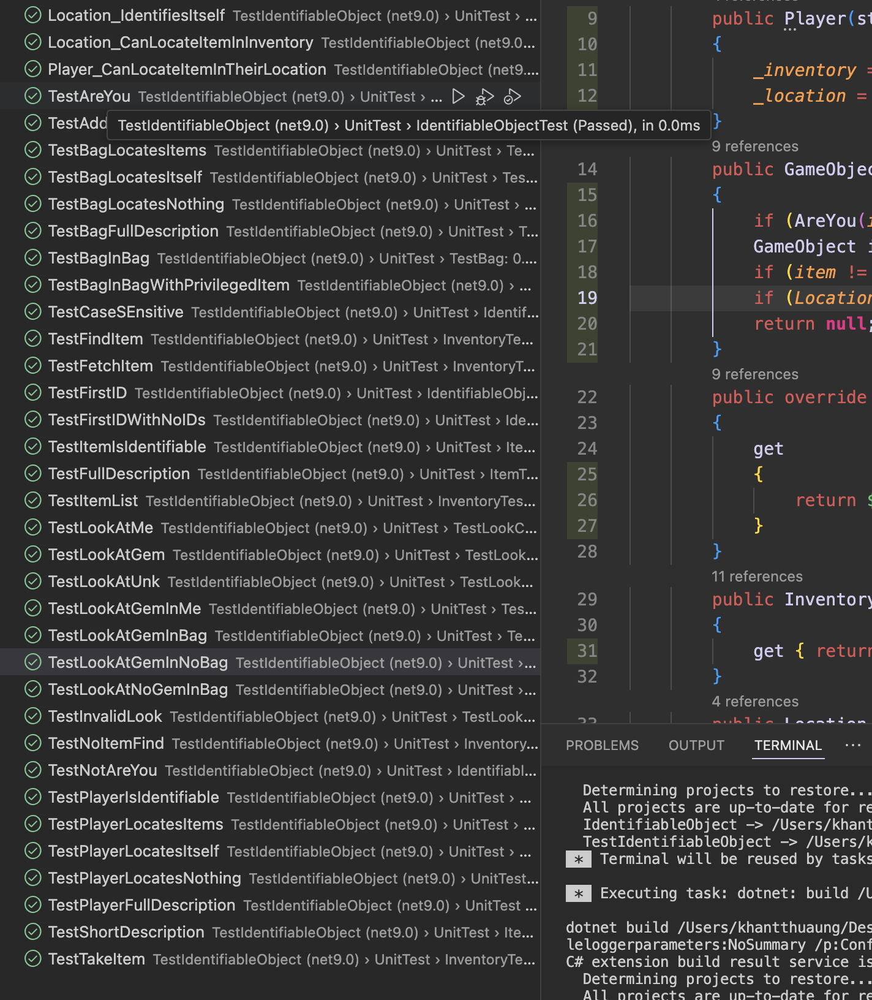 Location_IdentifiesItself TestIdentifiableObject (net9.0) › UnitTest › ...
Location_CanLocateItemInInventory TestIdentifiableObject (net9.0...
Player_CanLocateItemInTheirLocation TestIdentifiableObject (net9....
TestAreYou TestIdentifiableObject (net9.0) › UnitTest › ...
TestAdd
TestIdentifiableObject (net9.0) › UnitTest › IdentifiableObjectTest (Passed), in 0.0ms
TestBagLocatesItems TestIdentifiableObject (net9.0) › UnitTest › Te...
TestBagLocatesItself TestIdentifiableObject (net9.0) › UnitTest › Tes...
TestBagLocatesNothing TestIdentifiableObject (net9.0) › UnitTest › ...
TestBagFullDescription TestIdentifiableObject (net9.0) › UnitTest › T...
TestBagInBag TestIdentifiableObject (net9.0) › UnitTest › TestBag: 0....
TestBagInBagWithPrivilegedItem TestIdentifiableObject (net9.0) › ...
TestCaseSEnsitive TestIdentifiableObject (net9.0) › UnitTest › Identif...
TestFindItem TestIdentifiableObject (net9.0) › UnitTest › InventoryTe...
TestFetchItem TestIdentifiableObject (net9.0) › UnitTest › InventoryT...
TestFirstID TestIdentifiableObject (net9.0) › UnitTest › IdentifiableObj...
TestFirstIDWithNoIDs TestIdentifiableObject (net9.0) › UnitTest › Ide...
TestItemIsIdentifiable TestIdentifiableObject (net9.0) › UnitTest › Ite...
TestFullDescription TestIdentifiableObject (net9.0) › UnitTest › ItemT...
TestItemList TestIdentifiableObject (net9.0) › UnitTest › InventoryTes...
TestLookAtMe TestIdentifiableObject (net9.0) › UnitTest › TestLookC...
TestLookAtGem TestIdentifiableObject (net9.0) › UnitTest › TestLook...
TestLookAtUnk TestIdentifiableObject (net9.0) › UnitTest › TestLook...
TestLookAtGemInMe TestIdentifiableObject (net9.0) › UnitTest › Tes...
TestLookAtGemInBag TestIdentifiableObject (net9.0) › UnitTest › Te...
TestLookAtGemInNoBag TestIdentifiableObject (net9.0) › UnitTest ›...
TestLookAtNoGemInBag TestIdentifiableObject (net9.0) › UnitTest ›...
TestInvalidLook TestIdentifiableObject (net9.0) › UnitTest › TestLook...
TestNoItemFind TestIdentifiableObject (net9.0) › UnitTest › Inventory...
TestNotAreYou TestIdentifiableObject (net9.0) › UnitTest › Identifiabl...
TestPlayerIsIdentifiable TestIdentifiableObject (net9.0) › UnitTest › ...
TestPlayerLocatesItems TestIdentifiableObject (net9.0) › UnitTest › ...
TestPlayerLocatesItself TestIdentifiableObject (net9.0) › UnitTest › ...
TestPlayerLocatesNothing TestIdentifiableObject (net9.0) › UnitTest...
TestPlayerFullDescription TestIdentifiableObject (net9.0) › UnitTest ...
TestShortDescription TestIdentifiableObject (net9.0) › UnitTest › Ite...
TestTakeItem TestIdentifiableObject (net9.0) › UnitTest › InventoryTe...
9 public Player(st
10 {
11 _inventory =
12 _location =
}
9 references
14 public GameObjec
15 {
16 if (AreYou(i
17 GameObject i
18 if (item !=
19 if (Location
20 return null;
21 }
9 references
22 public override
23 {
24 get
25 {
26 return $
27 }
28 }
11 references
29 public Inventory
30 {
31 get { return
32 }
4 references
33 public Location
PROBLEMS OUTPUT TERMINAL ...
Determining projects to restore...
All projects are up-to-date for re
IdentifiableObject -> /Users/khant
TestIdentifiableObject -> /Users/k
* Terminal will be reused by tasks
* Executing task: dotnet: build /U
dotnet build /Users/khantthuaung/Des
leloggerparameters:NoSummary /p:Conf
C# extension build result service is
Determining projects to restore...
All projects are up-to-date for re